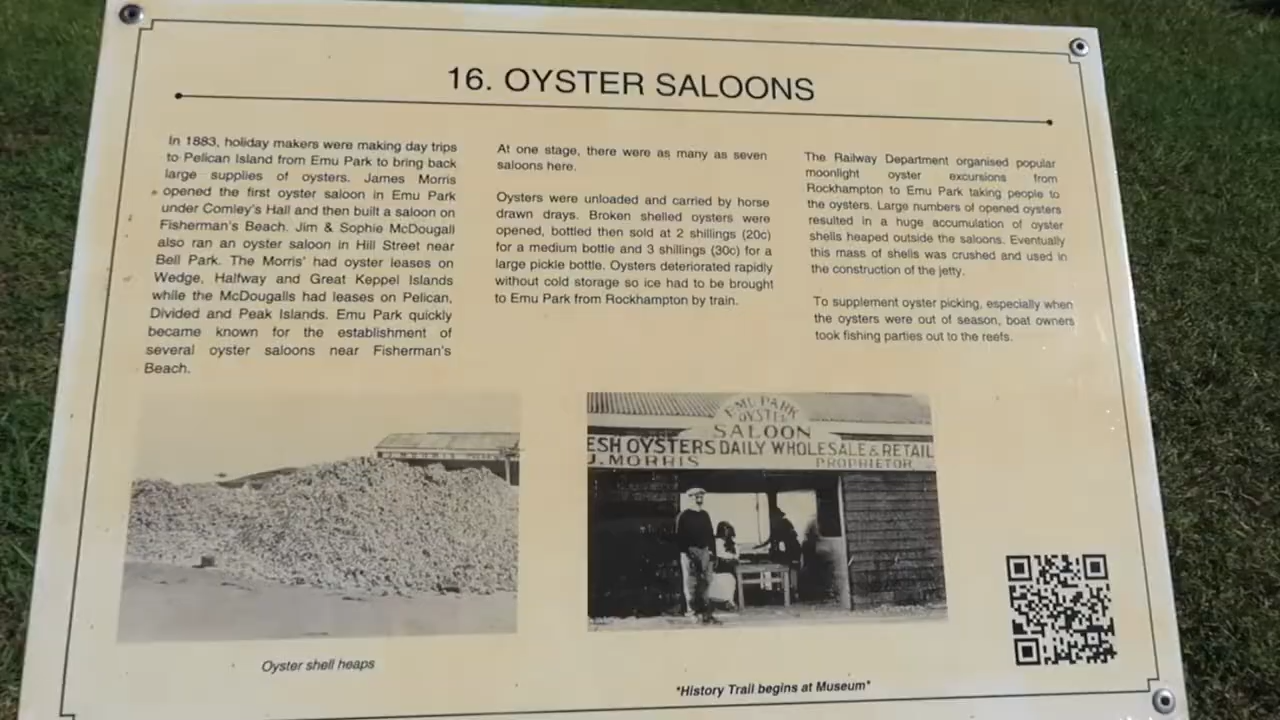 16. OYSTER SALOONS
In 1883, holiday makers were making day trips
to Pelican Island from Emu Park to bring back
large supplies of oysters. James Morris
opened the first oyster saloon in Emu Park
under Comley's Hall and then built a saloon on
Fisherman's Beach. Jim & Sophie McDougall
also ran an oyster saloon in Hill Street near
Bell Park. The Morris' had oyster leases on
Wedge, Halfway and Great Keppel Islands
while the McDougalls had leases on Pelican,
Divided and Peak Islands. Emu Park quickly
became known for the establishment of
several oyster saloons near Fisherman's
Beach.
At one stage, there were as many as seven
saloons here.
Oysters were unloaded and carried by horse
drawn drays. Broken shelled oysters were
opened, bottled then sold at 2 shillings (20c)
for a medium bottle and 3 shillings (30c) for a
large pickle bottle. Oysters deteriorated rapidly
without cold storage so ice had to be brought
to Emu Park from Rockhampton by train.
The Railway Department organised popular
moonlight oyster excursions from
Rockhampton to Emu Park taking people to
the oysters. Large numbers of opened oysters
resulted in a huge accumulation of oyster
shells heaped outside the saloons. Eventually
this mass of shells was crushed and used in
the construction of the jetty.
To supplement oyster picking, especially when
the oysters were out of season, boat owners
took fishing parties out to the reefs.
EMU PARK
OYSTER
SALOON
ESH OYSTERS DAILY WHOLESALE & RETAIL
J. MORRIS PROPRIETOR
Oyster shell heaps
*History Trail begins at Museum*